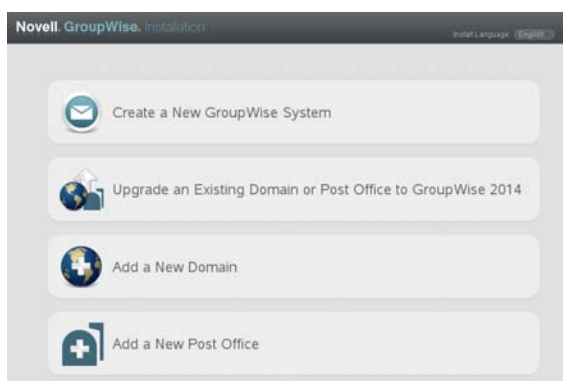 Novell. GroupWise. Installation
Install Language English
Create a New GroupWise System
Upgrade an Existing Domain or Post Office to GroupWise 2014
Add a New Domain
Add a New Post Office